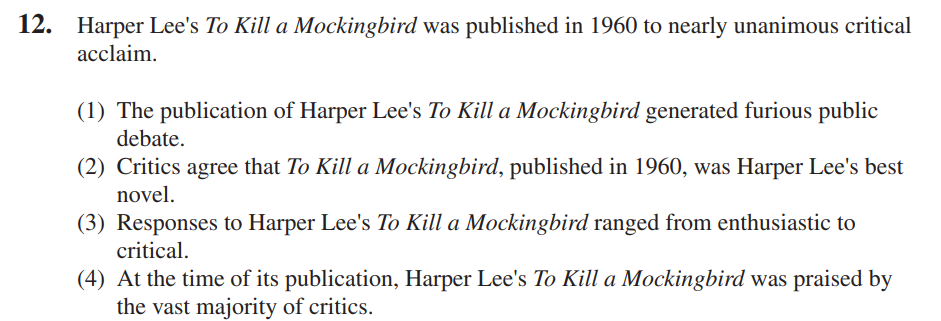 12. Harper Lee's To Kill a Mockingbird was published in 1960 to nearly unanimous critical
acclaim.
(1) The publication of Harper Lee's To Kill a Mockingbird generated furious public
debate.
(2) Critics agree that To Kill a Mockingbird, published in 1960, was Harper Lee's best
novel.
(3) Responses to Harper Lee's To Kill a Mockingbird ranged from enthusiastic to
critical.
(4) At the time of its publication, Harper Lee's To Kill a Mockingbird was praised by
the vast majority of critics.